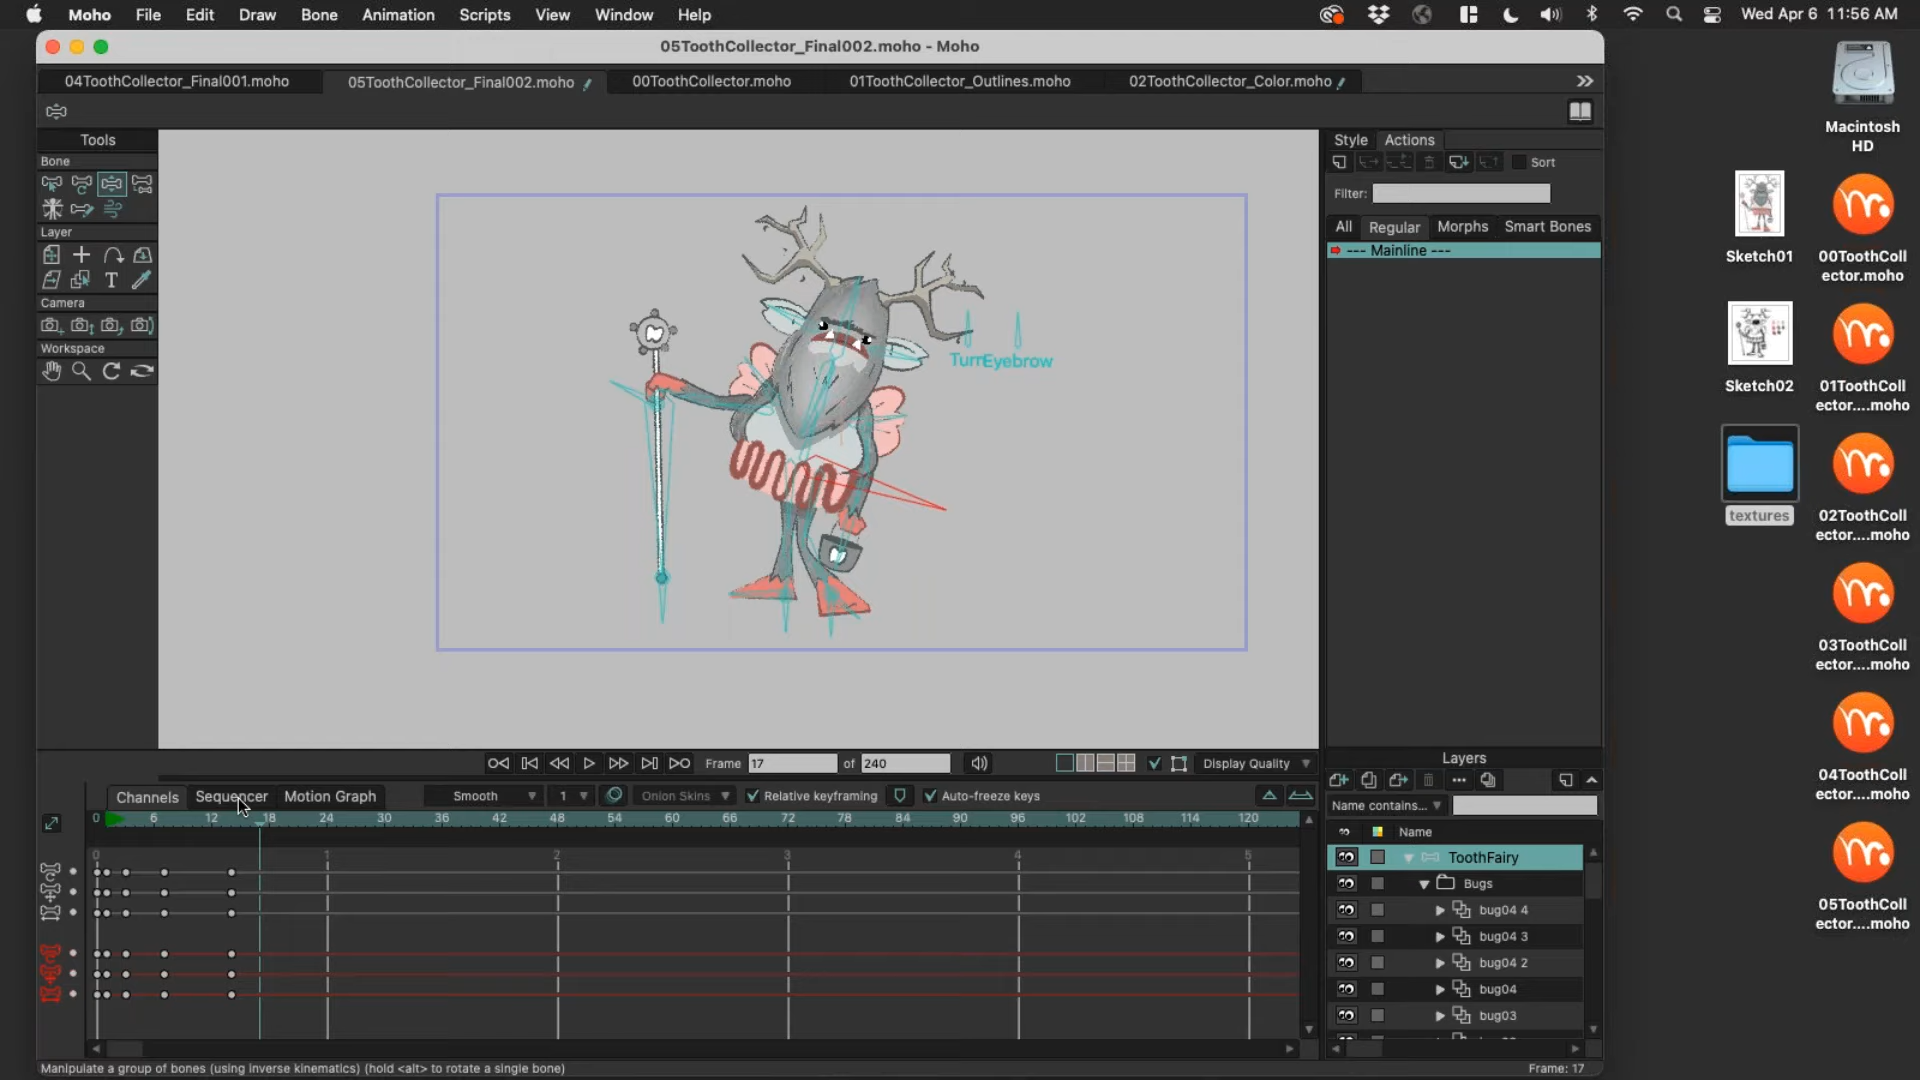 Moho File Edit Draw Bone Animation Scripts View Window Help Wed Apr 6 11:56 AM
05ToothCollector_Final002.moho - Moho
04ToothCollector_Final001.moho 05ToothCollector_Final002.moho 00ToothCollector.moho 01ToothCollector_Outlines.moho 02ToothCollector_Color.moho
Tools
Bone
Layer
Camera
Workspace
TurrEyebrow
Style Actions
Sort
Filter:
All Regular Morphs Smart Bones
--- Mainline ---
Macintosh HD
Sketch01
00ToothCollector.moho
Sketch02
01ToothCollector....moho
textures
02ToothCollector....moho
03ToothCollector....moho
04ToothCollector....moho
05ToothCollector....moho
Frame 17 of 240 Display Quality
Channels Sequencer Motion Graph Smooth 1 Onion Skins Relative keyframing Auto-freeze keys
0 6 12 18 24 30 36 42 48 54 60 66 72 78 84 90 96 102 108 114 120
0 1 2 3 4 5
Layers
Name contains...
Name
ToothFairy
Bugs
bug04 4
bug04 3
bug04 2
bug04
bug03
Manipulate a group of bones (using inverse kinematics) (hold <alt> to rotate a single bone) Frame: 17